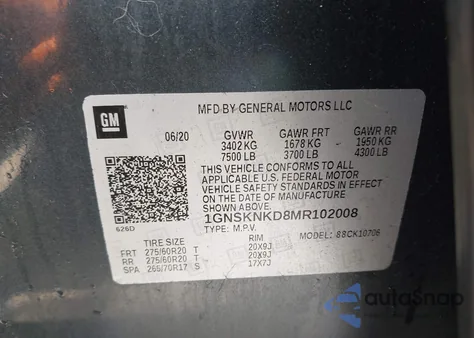 GM
MFD BY GENERAL MOTORS LLC
06/20 GVWR GAWR FRT GAWR RR
3402 KG 1678 KG 1950 KG
7500 LB 3700 LB 4300 LB
THIS VEHICLE CONFORMS TO ALL
APPLICABLE U.S. FEDERAL MOTOR
VEHICLE SAFETY STANDARDS IN EFFECT
ON THE DATE OF MANUFACTURE SHOWN ABOVE.
1GNSKNKD8MR102008
626D
TYPE: M.P.V. MODEL: 88CK10706
TIRE SIZE RIM
FRT 275/60R20 T 20X9J
RR 275/60R20 T 20X9J
SPA 265/70R17 S 17X7J
AutoSnap